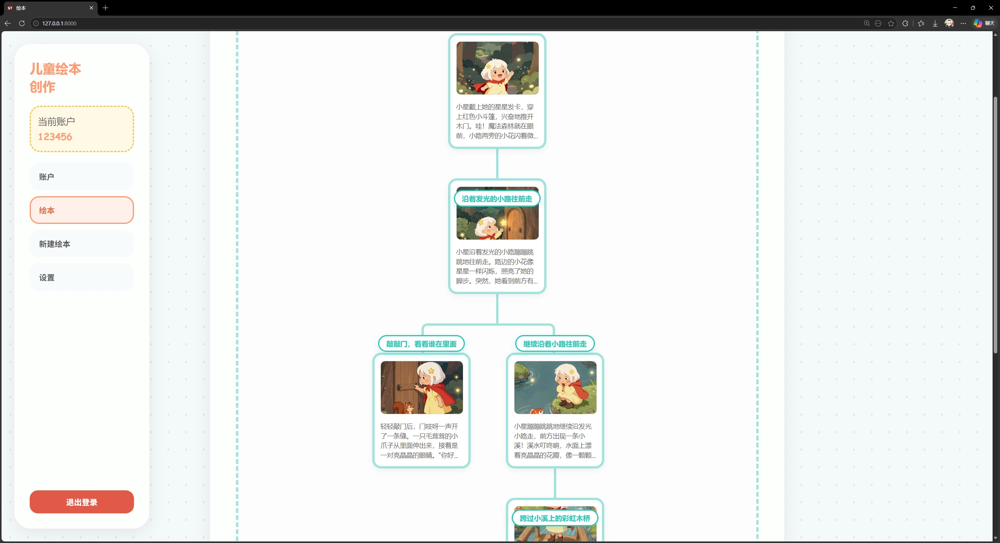 绘本
127.0.0.1:8000
聊天
儿童绘本
创作
当前账户
123456
账户
绘本
新建绘本
设置
退出登录
小星戴上她的星星发卡，穿
上红色小斗篷，兴奋地推开
木门。哇！魔法森林就在眼
前，小路两旁的小花闪着微...
沿着发光的小路往前走
小星沿着发光的小路蹦蹦跳
跳地往前走。路边的小花像
星星一样闪烁，照亮了她的
脚步。突然，她看到前方有...
敲敲门，看看谁在里面
轻轻敲门后，门吱呀一声开
了一条缝。一只毛茸茸的小
爪子从里面伸出来，接着是
一对亮晶晶的眼睛。“你好...
继续沿着小路往前走
小星蹦蹦跳跳地继续沿发光
小路走，前方出现一条小
溪！溪水叮咚响，水面上漂
着亮晶晶的花瓣，像一颗颗...
跨过小溪上的彩虹木桥